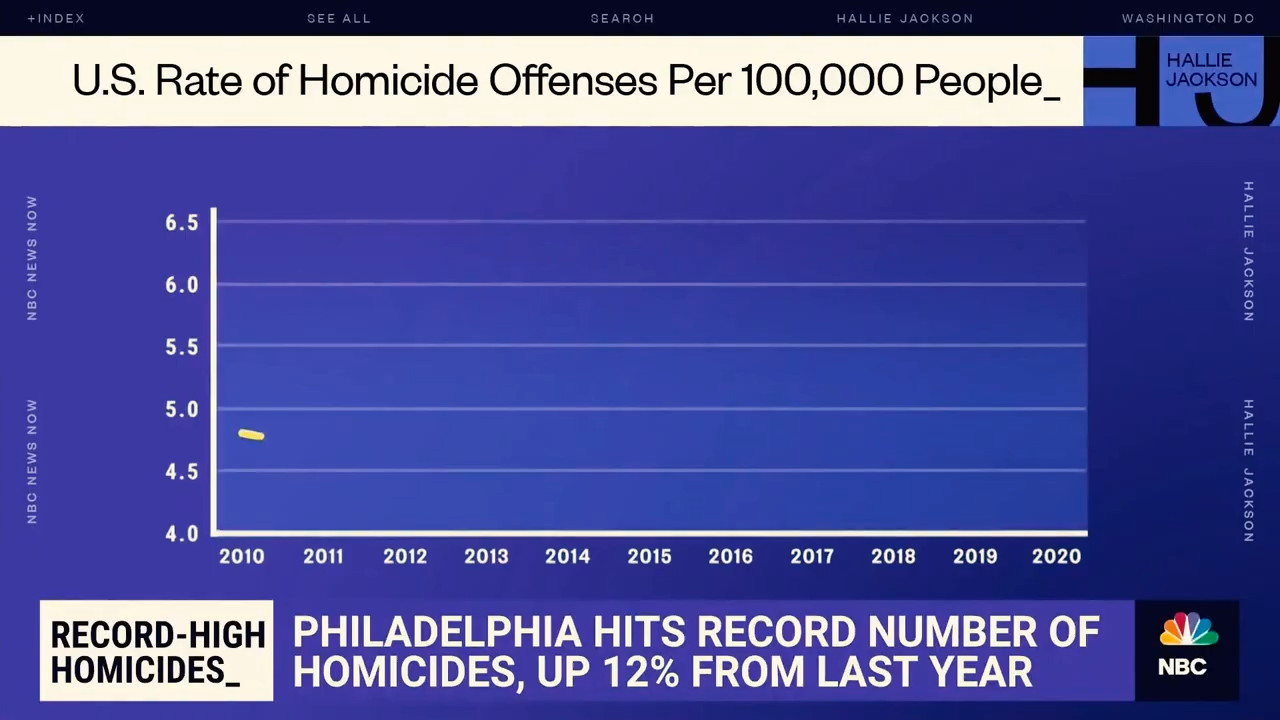 +INDEX
SEE ALL
SEARCH
HALLIE JACKSON
WASHINGTON DC
U.S. Rate of Homicide Offenses Per 100,000 People_
HALLIE
JACKSON
NBC NEWS NOW
NBC NEWS NOW
HALLIE JACKSON
HALLIE JACKSON
6.5
6.0
5.5
5.0
4.5
4.0
2010 2011 2012 2013 2014 2015 2016 2017 2018 2019 2020
RECORD-HIGH
HOMICIDES_
PHILADELPHIA HITS RECORD NUMBER OF
HOMICIDES, UP 12% FROM LAST YEAR
NBC